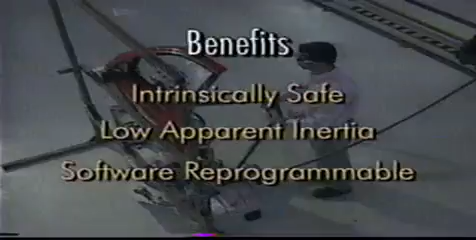 Benefits
Intrinsically Safe
Low Apparent Inertia
Software Reprogrammable